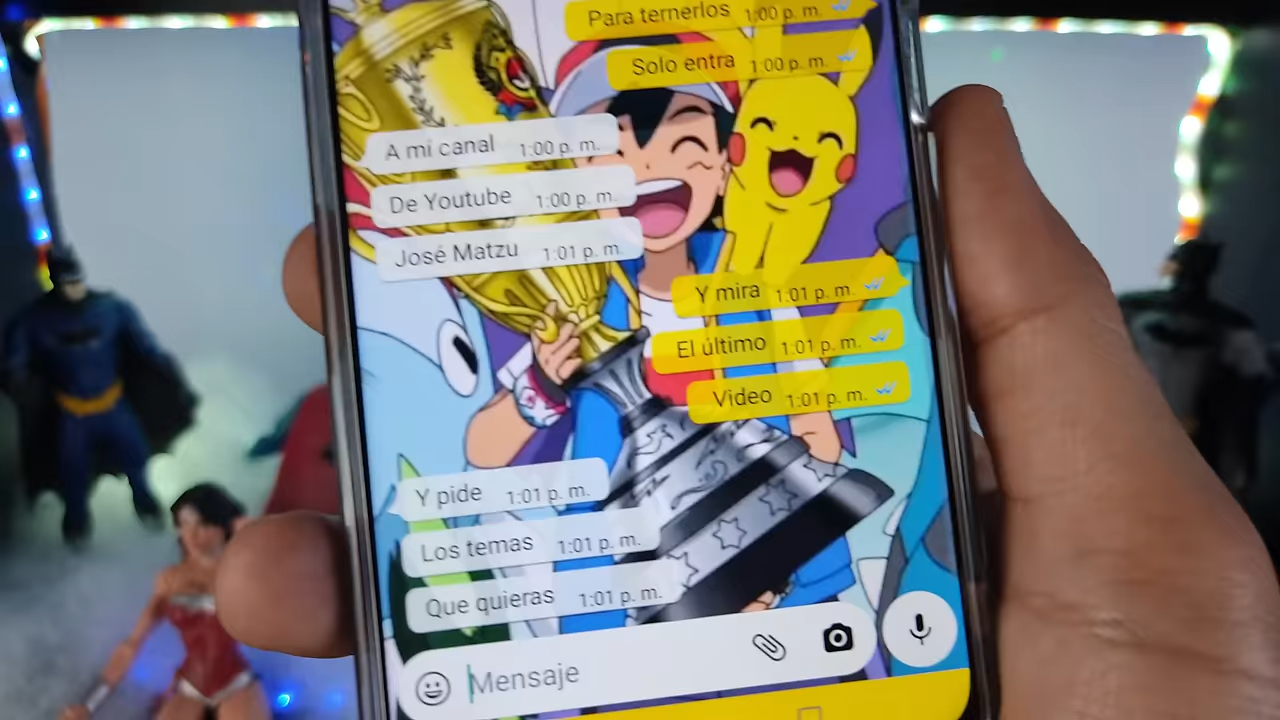 Para ternerlos 1:00 p. m.
Solo entra 1:00 p. m.
A mi canal 1:00 p. m.
De Youtube 1:00 p. m.
José Matzu 1:01 p. m.
Y mira 1:01 p. m.
El último 1:01 p. m.
Video 1:01 p. m.
Y pide 1:01 p. m.
Los temas 1:01 p. m.
Que quieras 1:01 p. m.
Mensaje